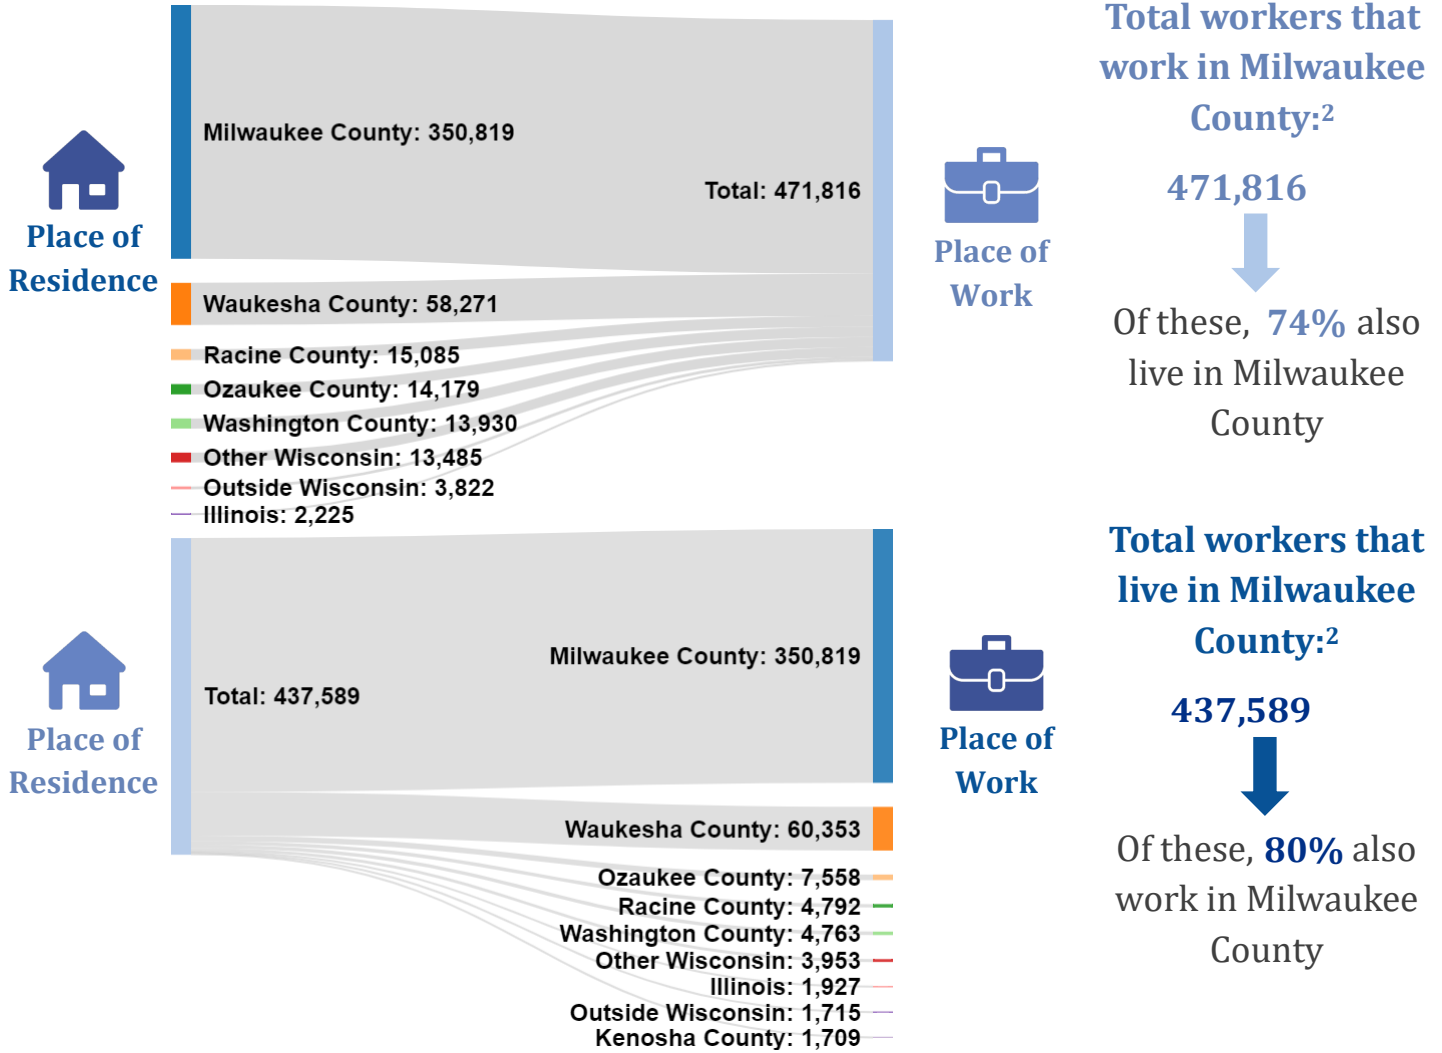 Place of
Residence
Milwaukee County: 350,819
Waukesha County: 58,271
Racine County: 15,085
Ozaukee County: 14,179
Washington County: 13,930
Other Wisconsin: 13,485
Outside Wisconsin: 3,822
Illinois: 2,225
Total: 471,816
Place of
Work
Total workers that
work in Milwaukee
County:²
471,816
Of these, 74% also
live in Milwaukee
County
Place of
Residence
Total: 437,589
Milwaukee County: 350,819
Waukesha County: 60,353
Ozaukee County: 7,558
Racine County: 4,792
Washington County: 4,763
Other Wisconsin: 3,953
Illinois: 1,927
Outside Wisconsin: 1,715
Kenosha County: 1,709
Place of
Work
Total workers that
live in Milwaukee
County:²
437,589
Of these, 80% also
work in Milwaukee
County